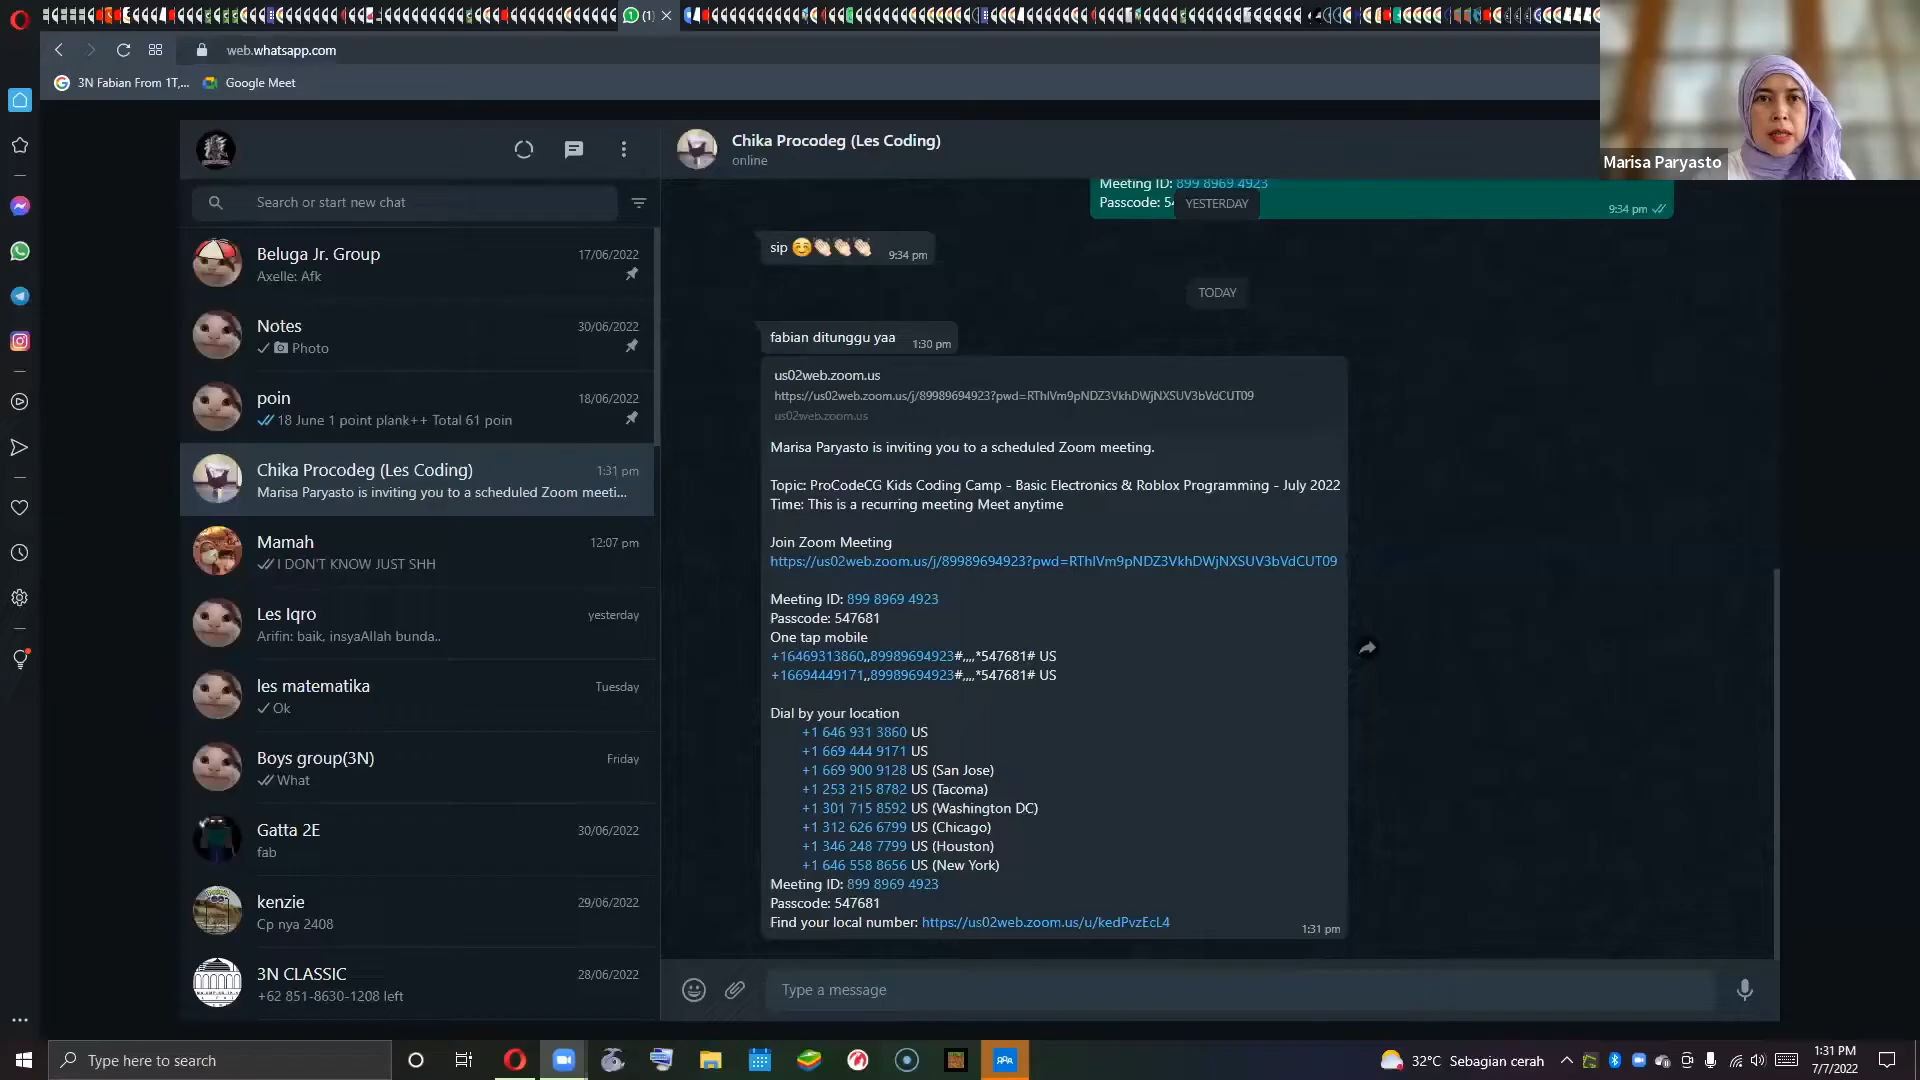 (1)
web.whatsapp.com
3N Fabian From 1T,...
Google Meet
Marisa Paryasto
Search or start new chat
Beluga Jr. Group
17/06/2022
Axelle: Afk
Notes
30/06/2022
Photo
poin
18/06/2022
18 June 1 point plank++ Total 61 poin
Chika Procodeg (Les Coding)
1:31 pm
Marisa Paryasto is inviting you to a scheduled Zoom meeti...
Mamah
12:07 pm
I DON'T KNOW JUST SHH
Les Iqro
yesterday
Arifin: baik, insyaAllah bunda..
les matematika
Tuesday
Ok
Boys group(3N)
Friday
What
Gatta 2E
30/06/2022
fab
kenzie
29/06/2022
Cp nya 2408
3N CLASSIC
28/06/2022
+62 851-8630-1208 left
Chika Procodeg (Les Coding)
online
Meeting ID: 899 8969 4923
Passcode: 54
9:34 pm
YESTERDAY
sip ☺️👏🏻👏🏻👏🏻
9:34 pm
TODAY
fabian ditunggu yaa
1:30 pm
us02web.zoom.us
https://us02web.zoom.us/j/89989694923?pwd=RThlVm9pNDZ3VkhDWjNXSUV3bVdCUT09
us02web.zoom.us
Marisa Paryasto is inviting you to a scheduled Zoom meeting.
Topic: ProCodeCG Kids Coding Camp - Basic Electronics & Roblox Programming - July 2022
Time: This is a recurring meeting Meet anytime
Join Zoom Meeting
https://us02web.zoom.us/j/89989694923?pwd=RThlVm9pNDZ3VkhDWjNXSUV3bVdCUT09
Meeting ID: 899 8969 4923
Passcode: 547681
One tap mobile
+16469313860,,89989694923#,,,,*547681# US
+16694449171,,89989694923#,,,,*547681# US
Dial by your location
+1 646 931 3860 US
+1 669 444 9171 US
+1 669 900 9128 US (San Jose)
+1 253 215 8782 US (Tacoma)
+1 301 715 8592 US (Washington DC)
+1 312 626 6799 US (Chicago)
+1 346 248 7799 US (Houston)
+1 646 558 8656 US (New York)
Meeting ID: 899 8969 4923
Passcode: 547681
Find your local number: https://us02web.zoom.us/u/kedPvzEcL4
1:31 pm
Type a message
Type here to search
32°C Sebagian cerah
1:31 PM
7/7/2022